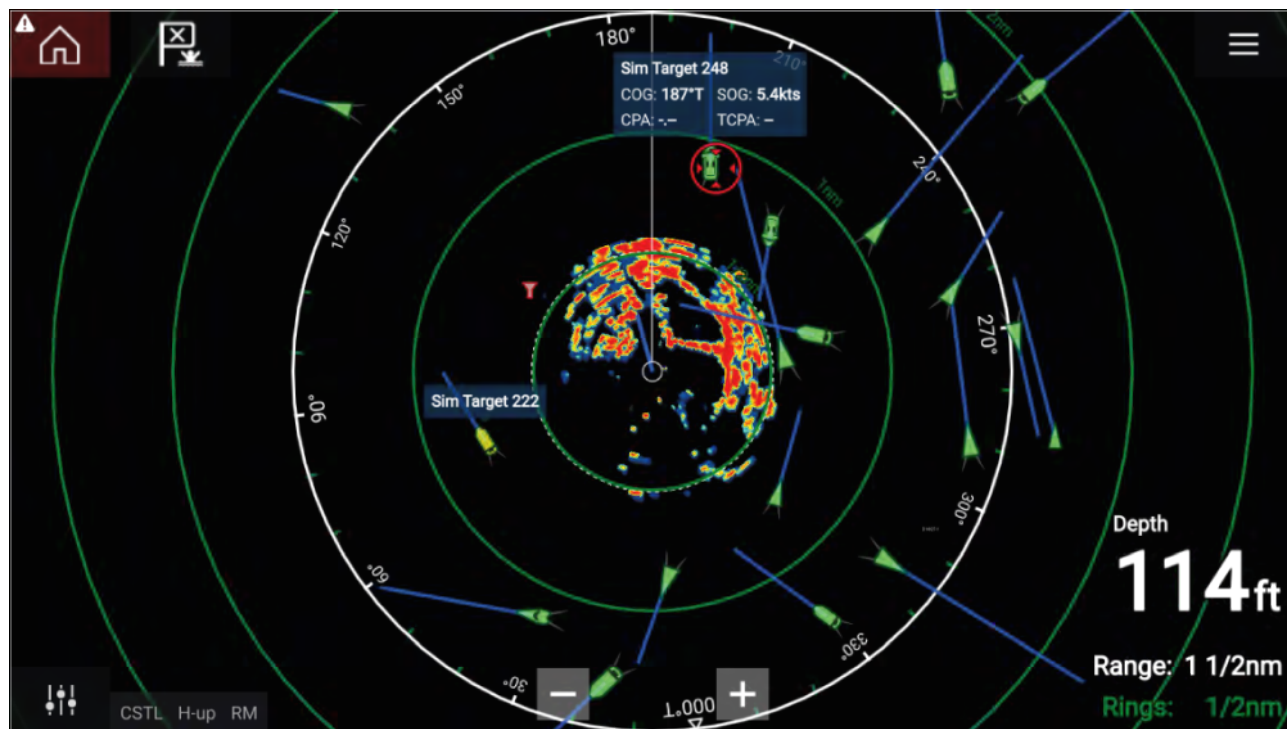 180°
210°
2nm
Sim Target 248
COG: 187°T SOG: 5.4kts
CPA: -.– TCPA: –
150°
240°
1nm
120°
270°
90°
Sim Target 222
300°
Depth
114ft
60°
330°
30°
000°T
Range: 1 1/2nm
Rings: 1/2nm
CSTL H-up RM